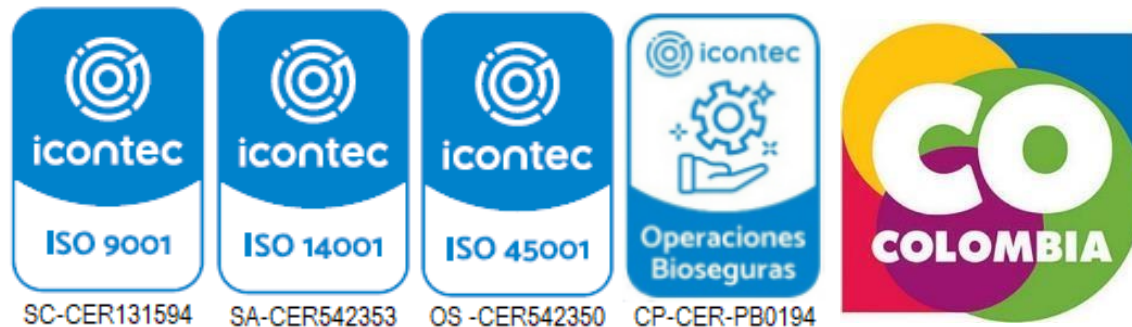 icontec
ISO 9001
SC-CER131594
icontec
ISO 14001
SA-CER542353
icontec
ISO 45001
OS -CER542350
icontec
Operaciones
Bioseguras
CP-CER-PB0194
CO
COLOMBIA